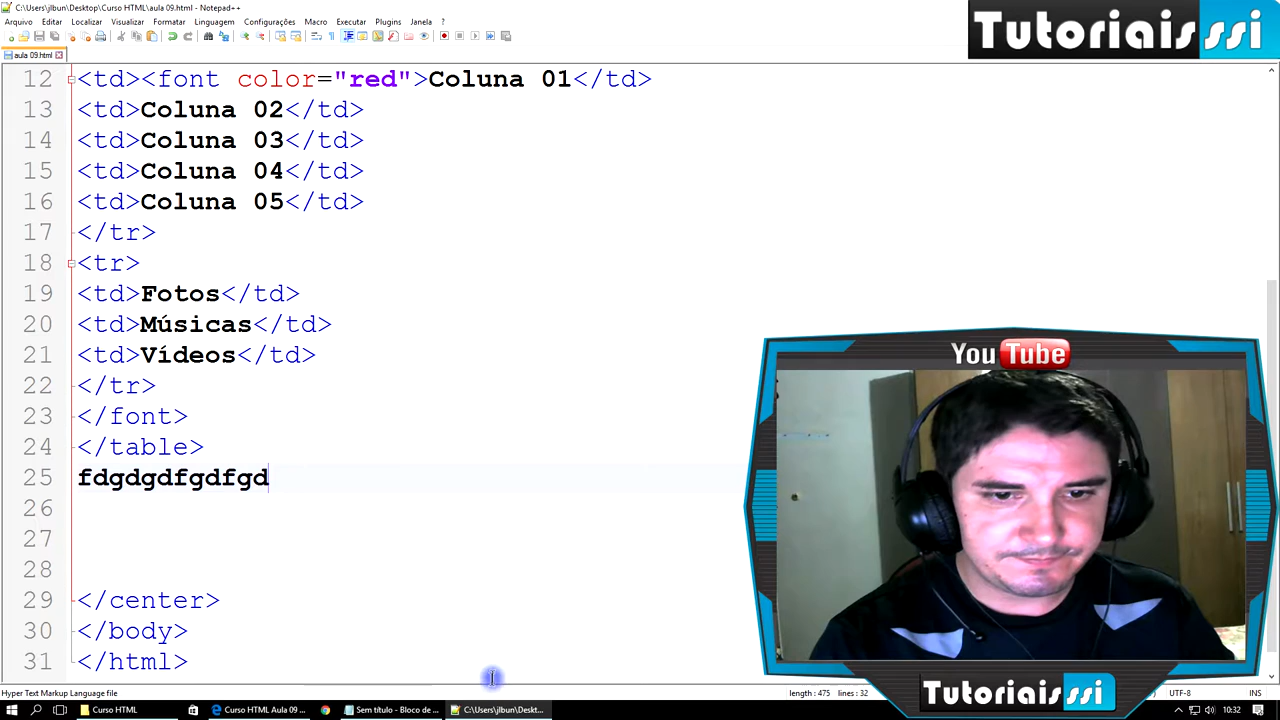 C:\Users\jlbun\Desktop\Curso HTML\aula 09.html - Notepad++
Arquivo Editar Localizar Visualizar Formatar Linguagem Configurações Macro Executar Plugins Janela ?
Tutoriaisssi
aula 09.html
12 <td><font color="red">Coluna 01</td>
13 <td>Coluna 02</td>
14 <td>Coluna 03</td>
15 <td>Coluna 04</td>
16 <td>Coluna 05</td>
17 </tr>
18 <tr>
19 <td>Fotos</td>
20 <td>Músicas</td>
21 <td>Vídeos</td>
22 </tr>
23 </font>
24 </table>
25 fdgdgdfgdfgd
26
27
28
29 </center>
30 </body>
31 </html>
YouTube
Tutoriaisssi
Hyper Text Markup Language file
length : 475 lines : 32
UTF-8
INS
Curso HTML
Curso HTML Aula 09 ...
Sem título - Bloco de ...
C:\Users\jlbun\Deskt...
10:32